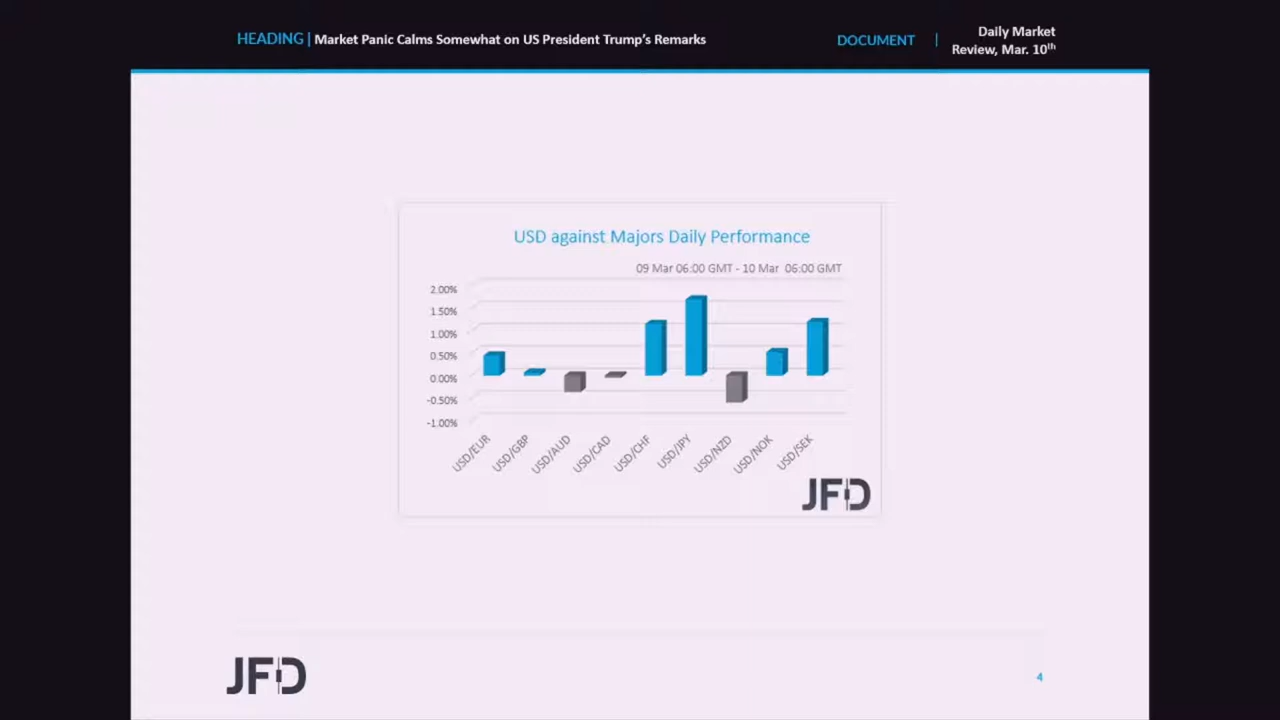 HEADING | Market Panic Calms Somewhat on US President Trump's Remarks
DOCUMENT | Daily Market
Review, Mar. 10th
USD against Majors Daily Performance
09 Mar 06:00 GMT - 10 Mar 06:00 GMT
2.00%
1.50%
1.00%
0.50%
0.00%
-0.50%
-1.00%
USD/EUR
USD/GBP
USD/AUD
USD/CAD
USD/CHF
USD/JPY
USD/NZD
USD/NOK
USD/SEK
JFD
JFD
4